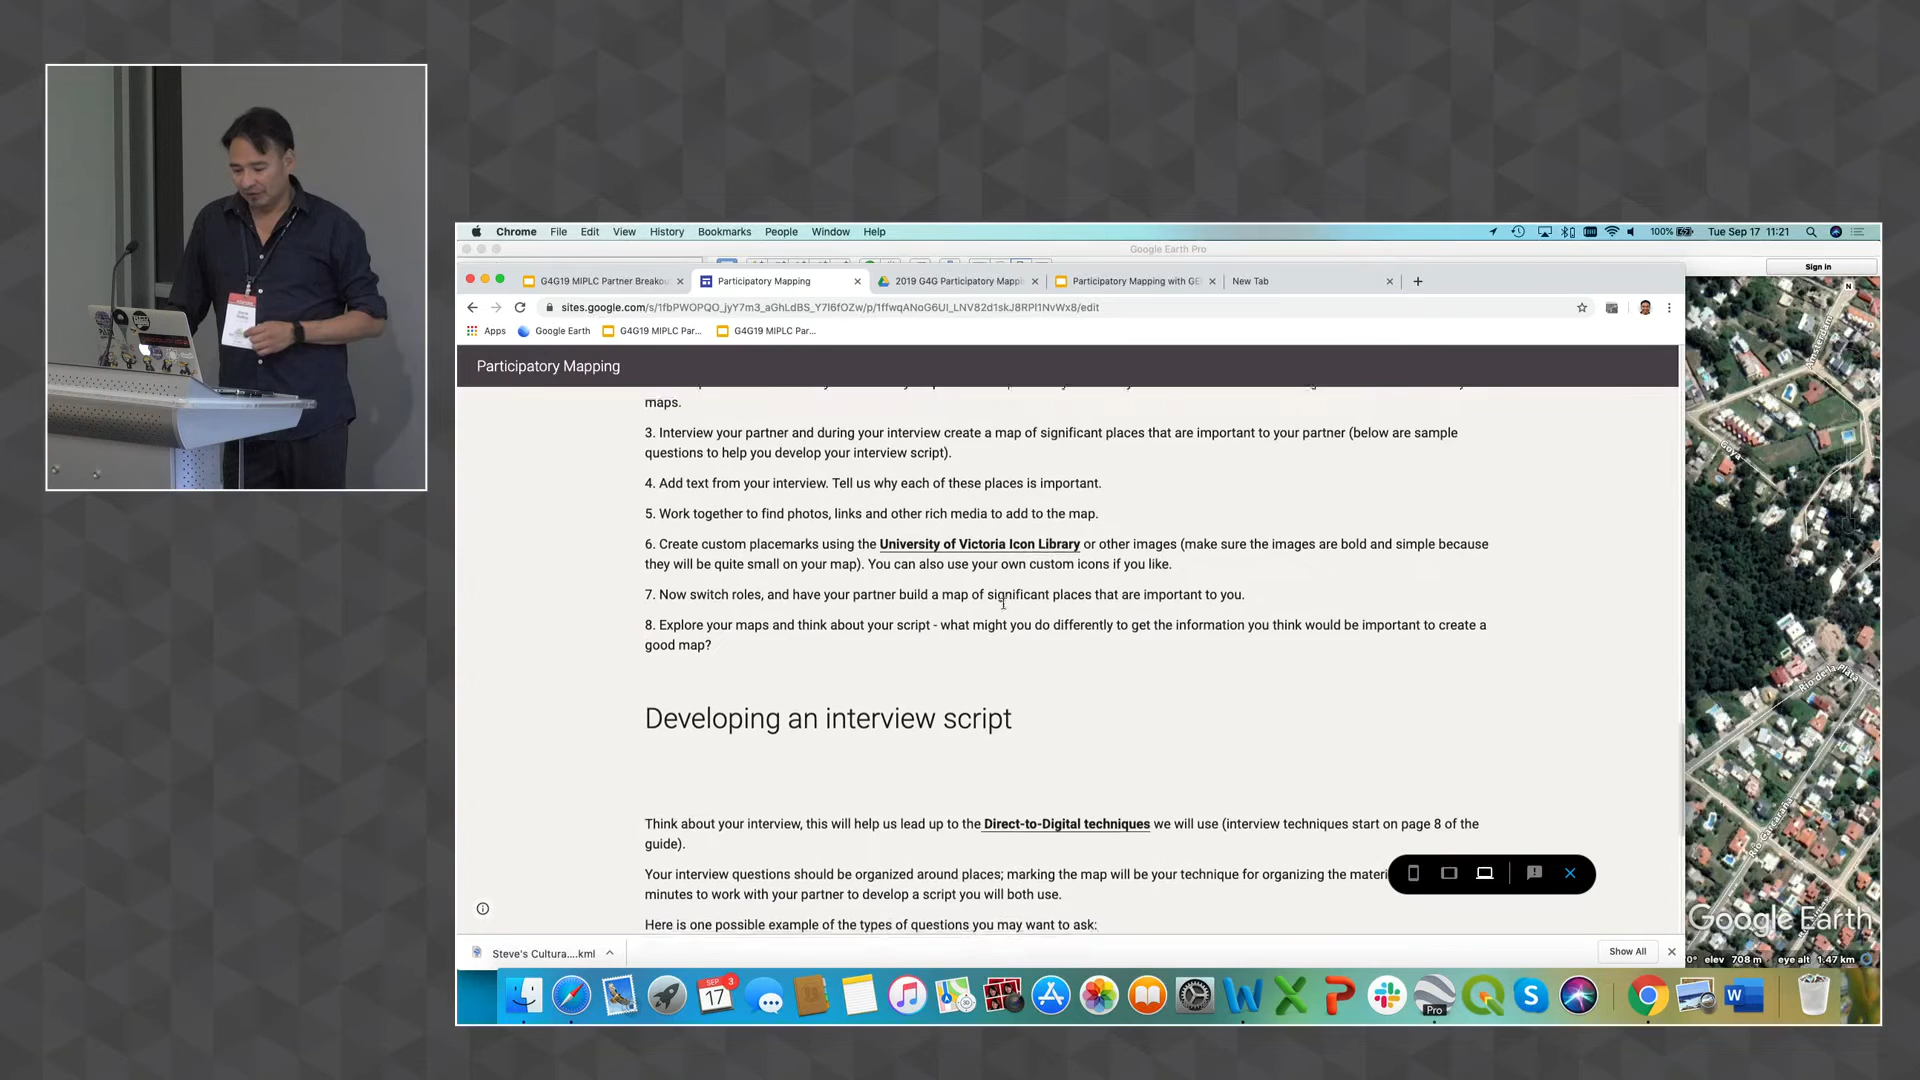 Chrome File Edit View History Bookmarks People Window Help
100% Tue Sep 17 11:21
Google Earth Pro
G4G19 MIPLC Partner Breakou
Participatory Mapping
2019 G4G Participatory Mappi
Participatory Mapping with GE
New Tab
Sign in
sites.google.com/s/1fbPWOPQO_jyY7m3_aGhLdBS_Y7l6fOZw/p/1ffwqANoG6UI_LNV82d1skJ8RPl1NvWx8/edit
Apps Google Earth G4G19 MIPLC Par... G4G19 MIPLC Par...
Participatory Mapping
maps.
3. Interview your partner and during your interview create a map of significant places that are important to your partner (below are sample
questions to help you develop your interview script).
4. Add text from your interview. Tell us why each of these places is important.
5. Work together to find photos, links and other rich media to add to the map.
6. Create custom placemarks using the University of Victoria Icon Library or other images (make sure the images are bold and simple because
they will be quite small on your map). You can also use your own custom icons if you like.
7. Now switch roles, and have your partner build a map of significant places that are important to you.
8. Explore your maps and think about your script - what might you do differently to get the information you think would be important to create a
good map?
Developing an interview script
Think about your interview, this will help us lead up to the Direct-to-Digital techniques we will use (interview techniques start on page 8 of the
guide).
Your interview questions should be organized around places; marking the map will be your technique for organizing the materi
minutes to work with your partner to develop a script you will both use.
Here is one possible example of the types of questions you may want to ask:
N
Amsterdam
Goya
Rio de la Plata
Rio Carcaraña
Google Earth
elev 708 m eye alt 1.47 km
Steve's Cultura....kml
Show All
SEP
17
3
Pro
W